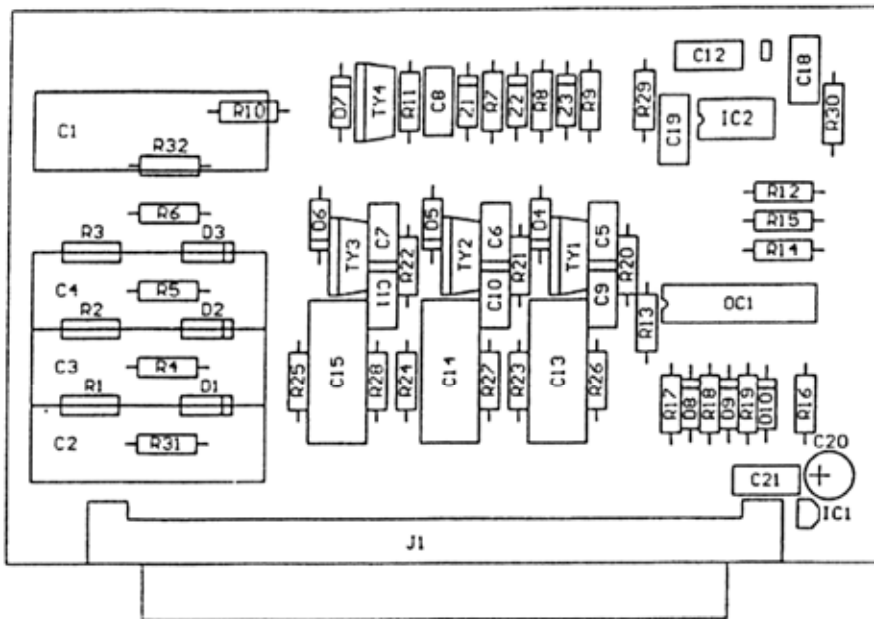 C1
R10
R32
R6
R3
D3
C4
R5
R2
D2
C3
R4
R1
D1
C2
R31
D7
TY4
R11
C8
Z1
R7
Z2
R8
Z3
R9
R29
C12
C18
C19
IC2
R30
D6
TY3
C7
C11
R22
D5
TY2
C6
C10
R21
D4
TY1
C5
C9
R20
R13
R12
R15
R14
OC1
R25
C15
R28
R24
C14
R27
R23
C13
R26
R17
D8
R18
D9
R19
D10
R16
C20
C21
IC1
J1